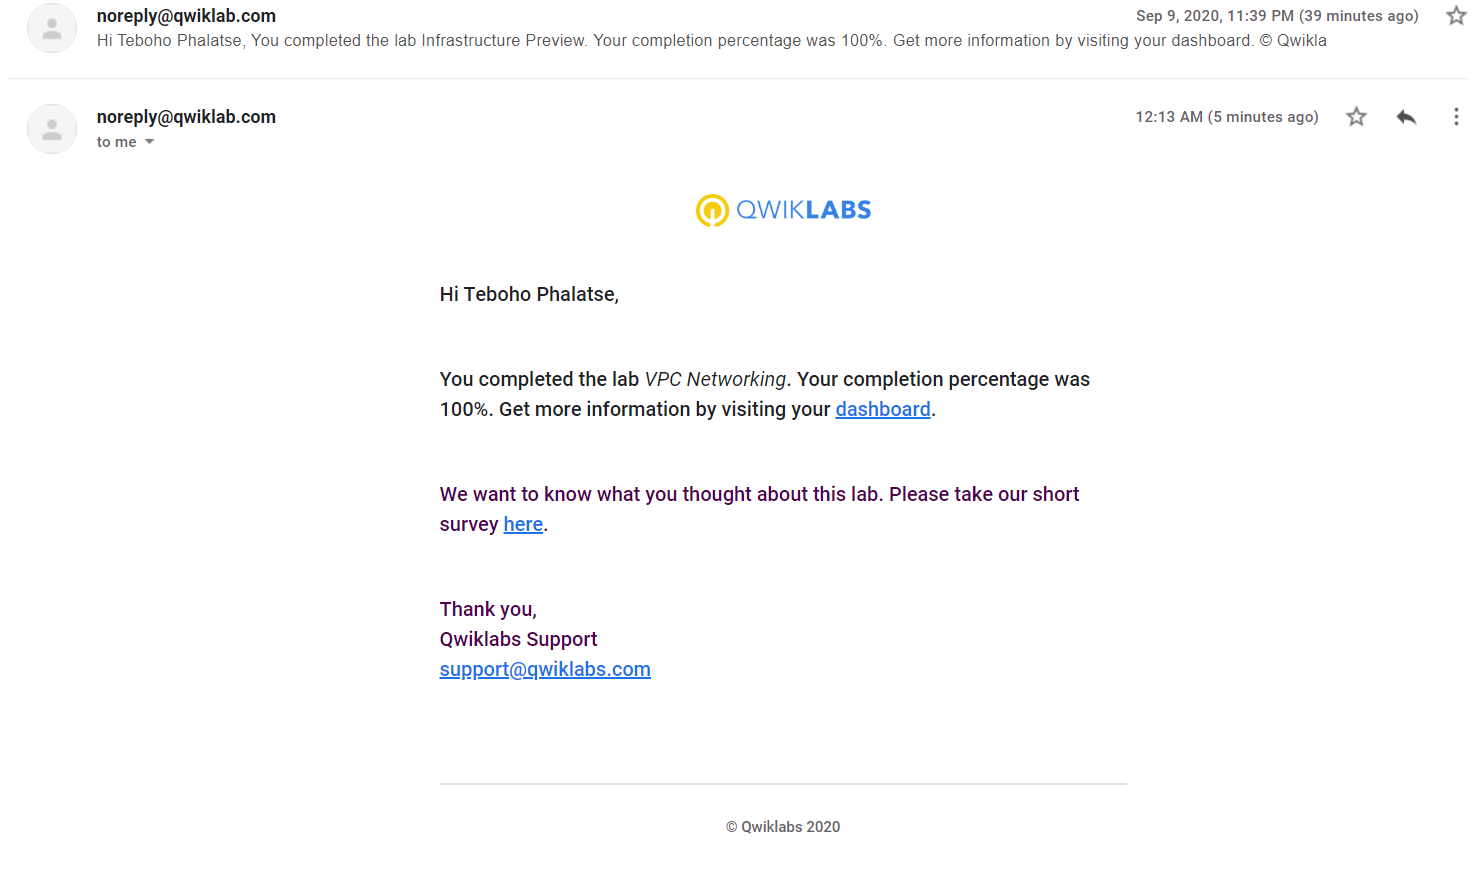 noreply@qwiklab.com Sep 9, 2020, 11:39 PM (39 minutes ago)
Hi Teboho Phalatse, You completed the lab Infrastructure Preview. Your completion percentage was 100%. Get more information by visiting your dashboard. © Qwikla
noreply@qwiklab.com 12:13 AM (5 minutes ago)
to me
QWIKLABS
Hi Teboho Phalatse,
You completed the lab VPC Networking. Your completion percentage was
100%. Get more information by visiting your dashboard.
We want to know what you thought about this lab. Please take our short
survey here.
Thank you,
Qwiklabs Support
support@qwiklabs.com
© Qwiklabs 2020